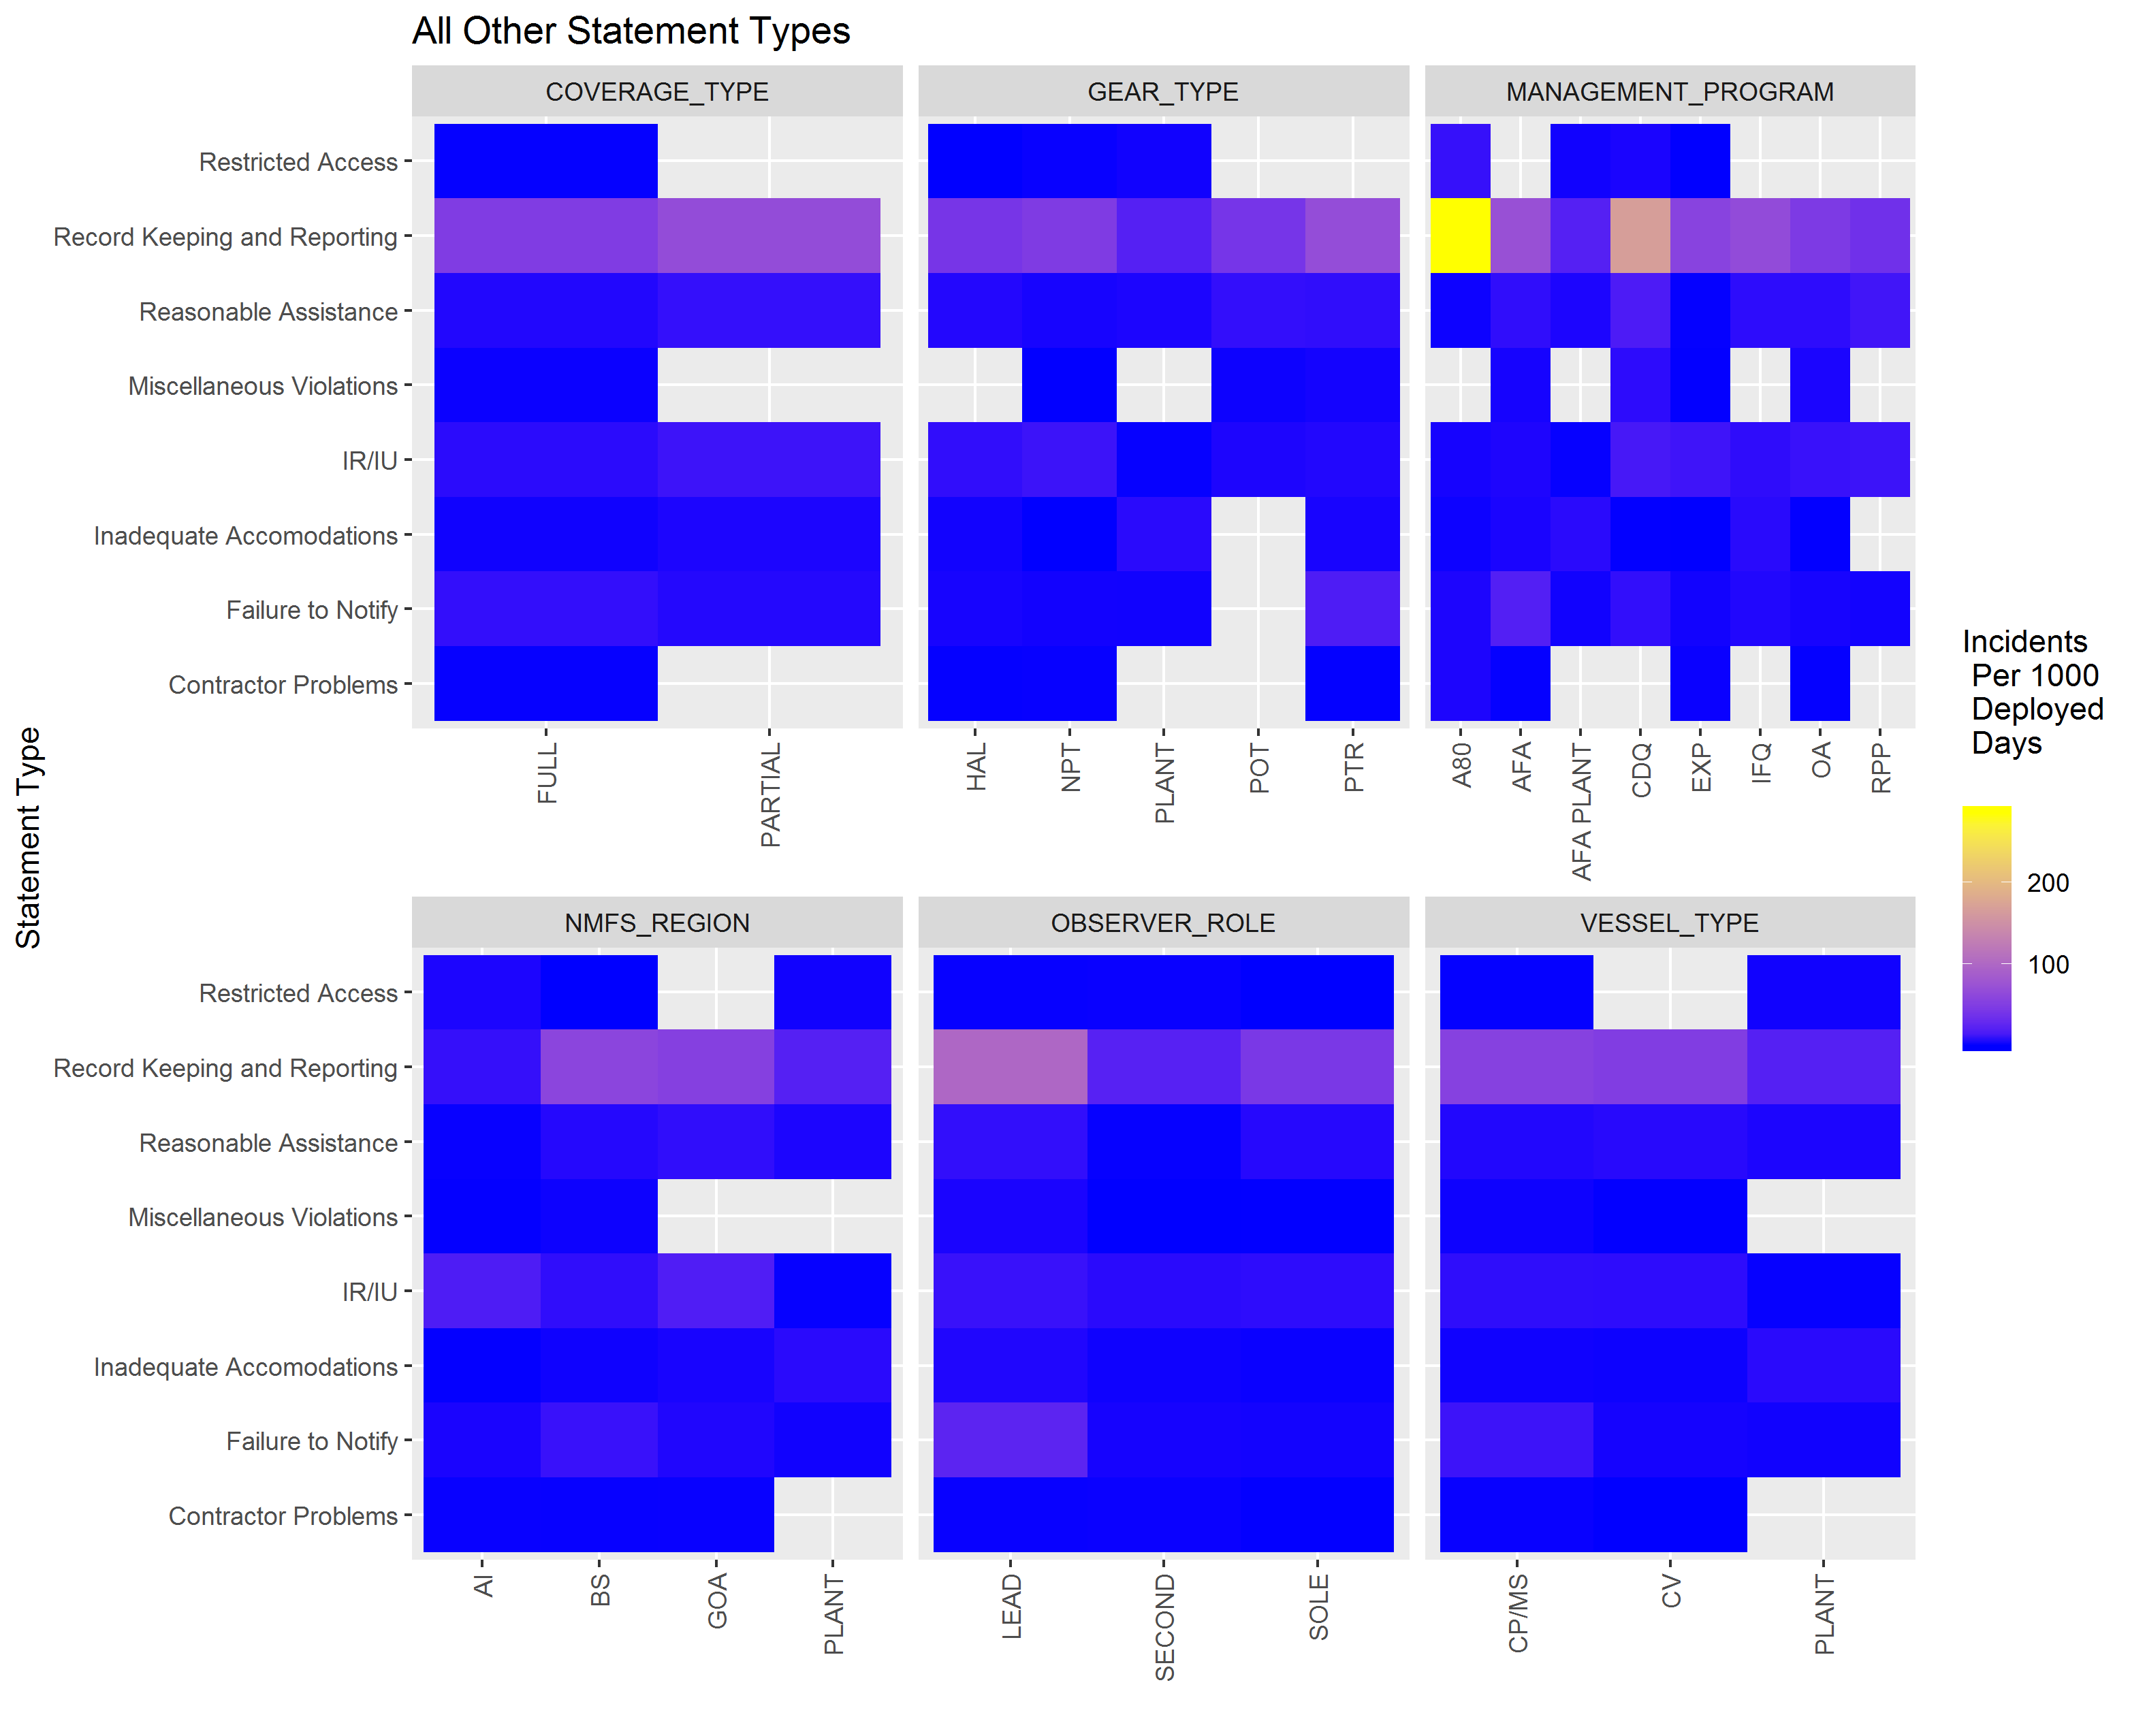 All Other Statement Types
COVERAGE_TYPE
GEAR_TYPE
MANAGEMENT_PROGRAM
Restricted Access
Record Keeping and Reporting
Reasonable Assistance
Miscellaneous Violations
IR/IU
Inadequate Accomodations
Failure to Notify
Contractor Problems
FULL
PARTIAL
HAL
NPT
PLANT
POT
PTR
A80
AFA
AFA PLANT
CDQ
EXP
IFQ
OA
RPP
Statement Type
NMFS_REGION
OBSERVER_ROLE
VESSEL_TYPE
Restricted Access
Record Keeping and Reporting
Reasonable Assistance
Miscellaneous Violations
IR/IU
Inadequate Accomodations
Failure to Notify
Contractor Problems
AI
BS
GOA
PLANT
LEAD
SECOND
SOLE
CP/MS
CV
PLANT
Incidents
Per 1000
Deployed
Days
200
100